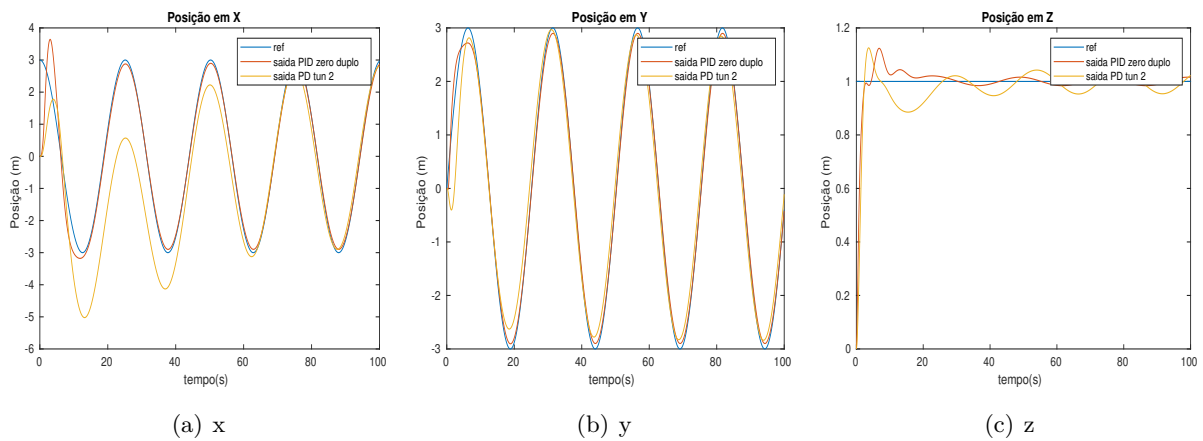 Posição em X
4
3
2
1
0
-1
-2
-3
-4
-5
-6
Posição (m)
0 20 40 60 80 100
tempo(s)
ref
saida PID zero duplo
saida PD tun 2
(a) x
Posição em Y
3
2
1
0
-1
-2
-3
Posição (m)
0 20 40 60 80 100
tempo(s)
ref
saida PID zero duplo
saida PD tun 2
(b) y
Posição em Z
1.2
1
0.8
0.6
0.4
0.2
0
Posição (m)
0 20 40 60 80 100
tempo(s)
ref
saida PID zero duplo
saida PD tun 2
(c) z